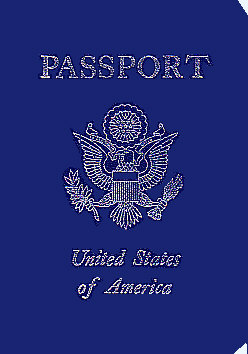 PASSPORT
United States
of America